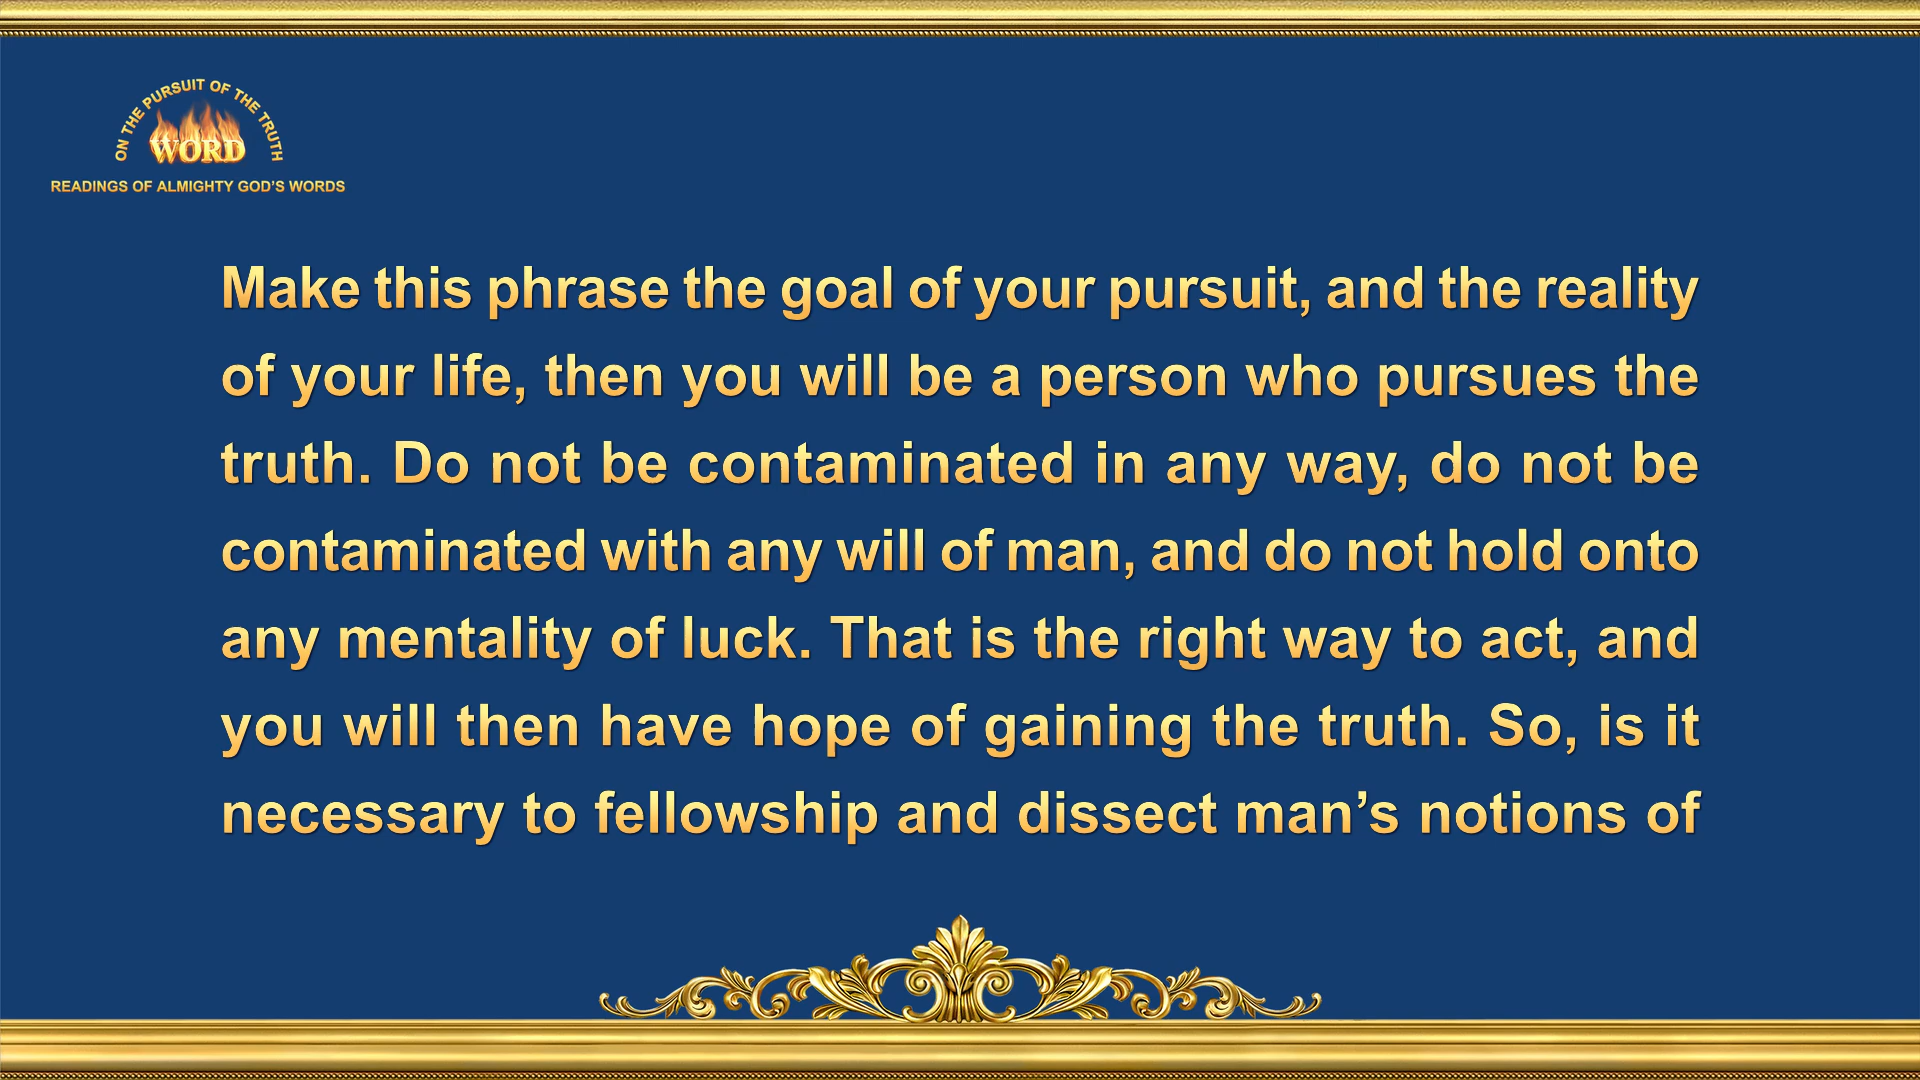 ON THE PURSUIT OF THE TRUTH
WORD
READINGS OF ALMIGHTY GOD'S WORDS
Make this phrase the goal of your pursuit, and the reality
of your life, then you will be a person who pursues the
truth. Do not be contaminated in any way, do not be
contaminated with any will of man, and do not hold onto
any mentality of luck. That is the right way to act, and
you will then have hope of gaining the truth. So, is it
necessary to fellowship and dissect man’s notions of